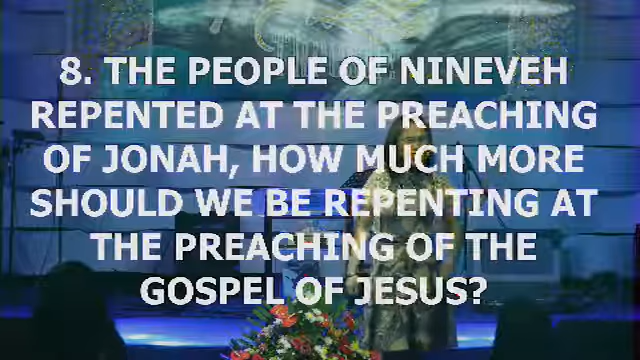 8. THE PEOPLE OF NINEVEH
REPENTED AT THE PREACHING
OF JONAH, HOW MUCH MORE
SHOULD WE BE REPENTING AT
THE PREACHING OF THE
GOSPEL OF JESUS?